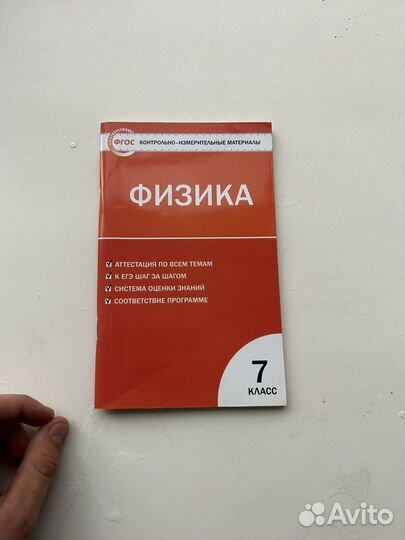 ФГОС
КОНТРОЛЬНО-ИЗМЕРИТЕЛЬНЫЕ МАТЕРИАЛЫ
ФИЗИКА
АТТЕСТАЦИЯ ПО ВСЕМ ТЕМАМ
К ЕГЭ ШАГ ЗА ШАГОМ
СИСТЕМА ОЦЕНКИ ЗНАНИЙ
СООТВЕТСТВИЕ ПРОГРАММЕ
7
КЛАСС
Avito